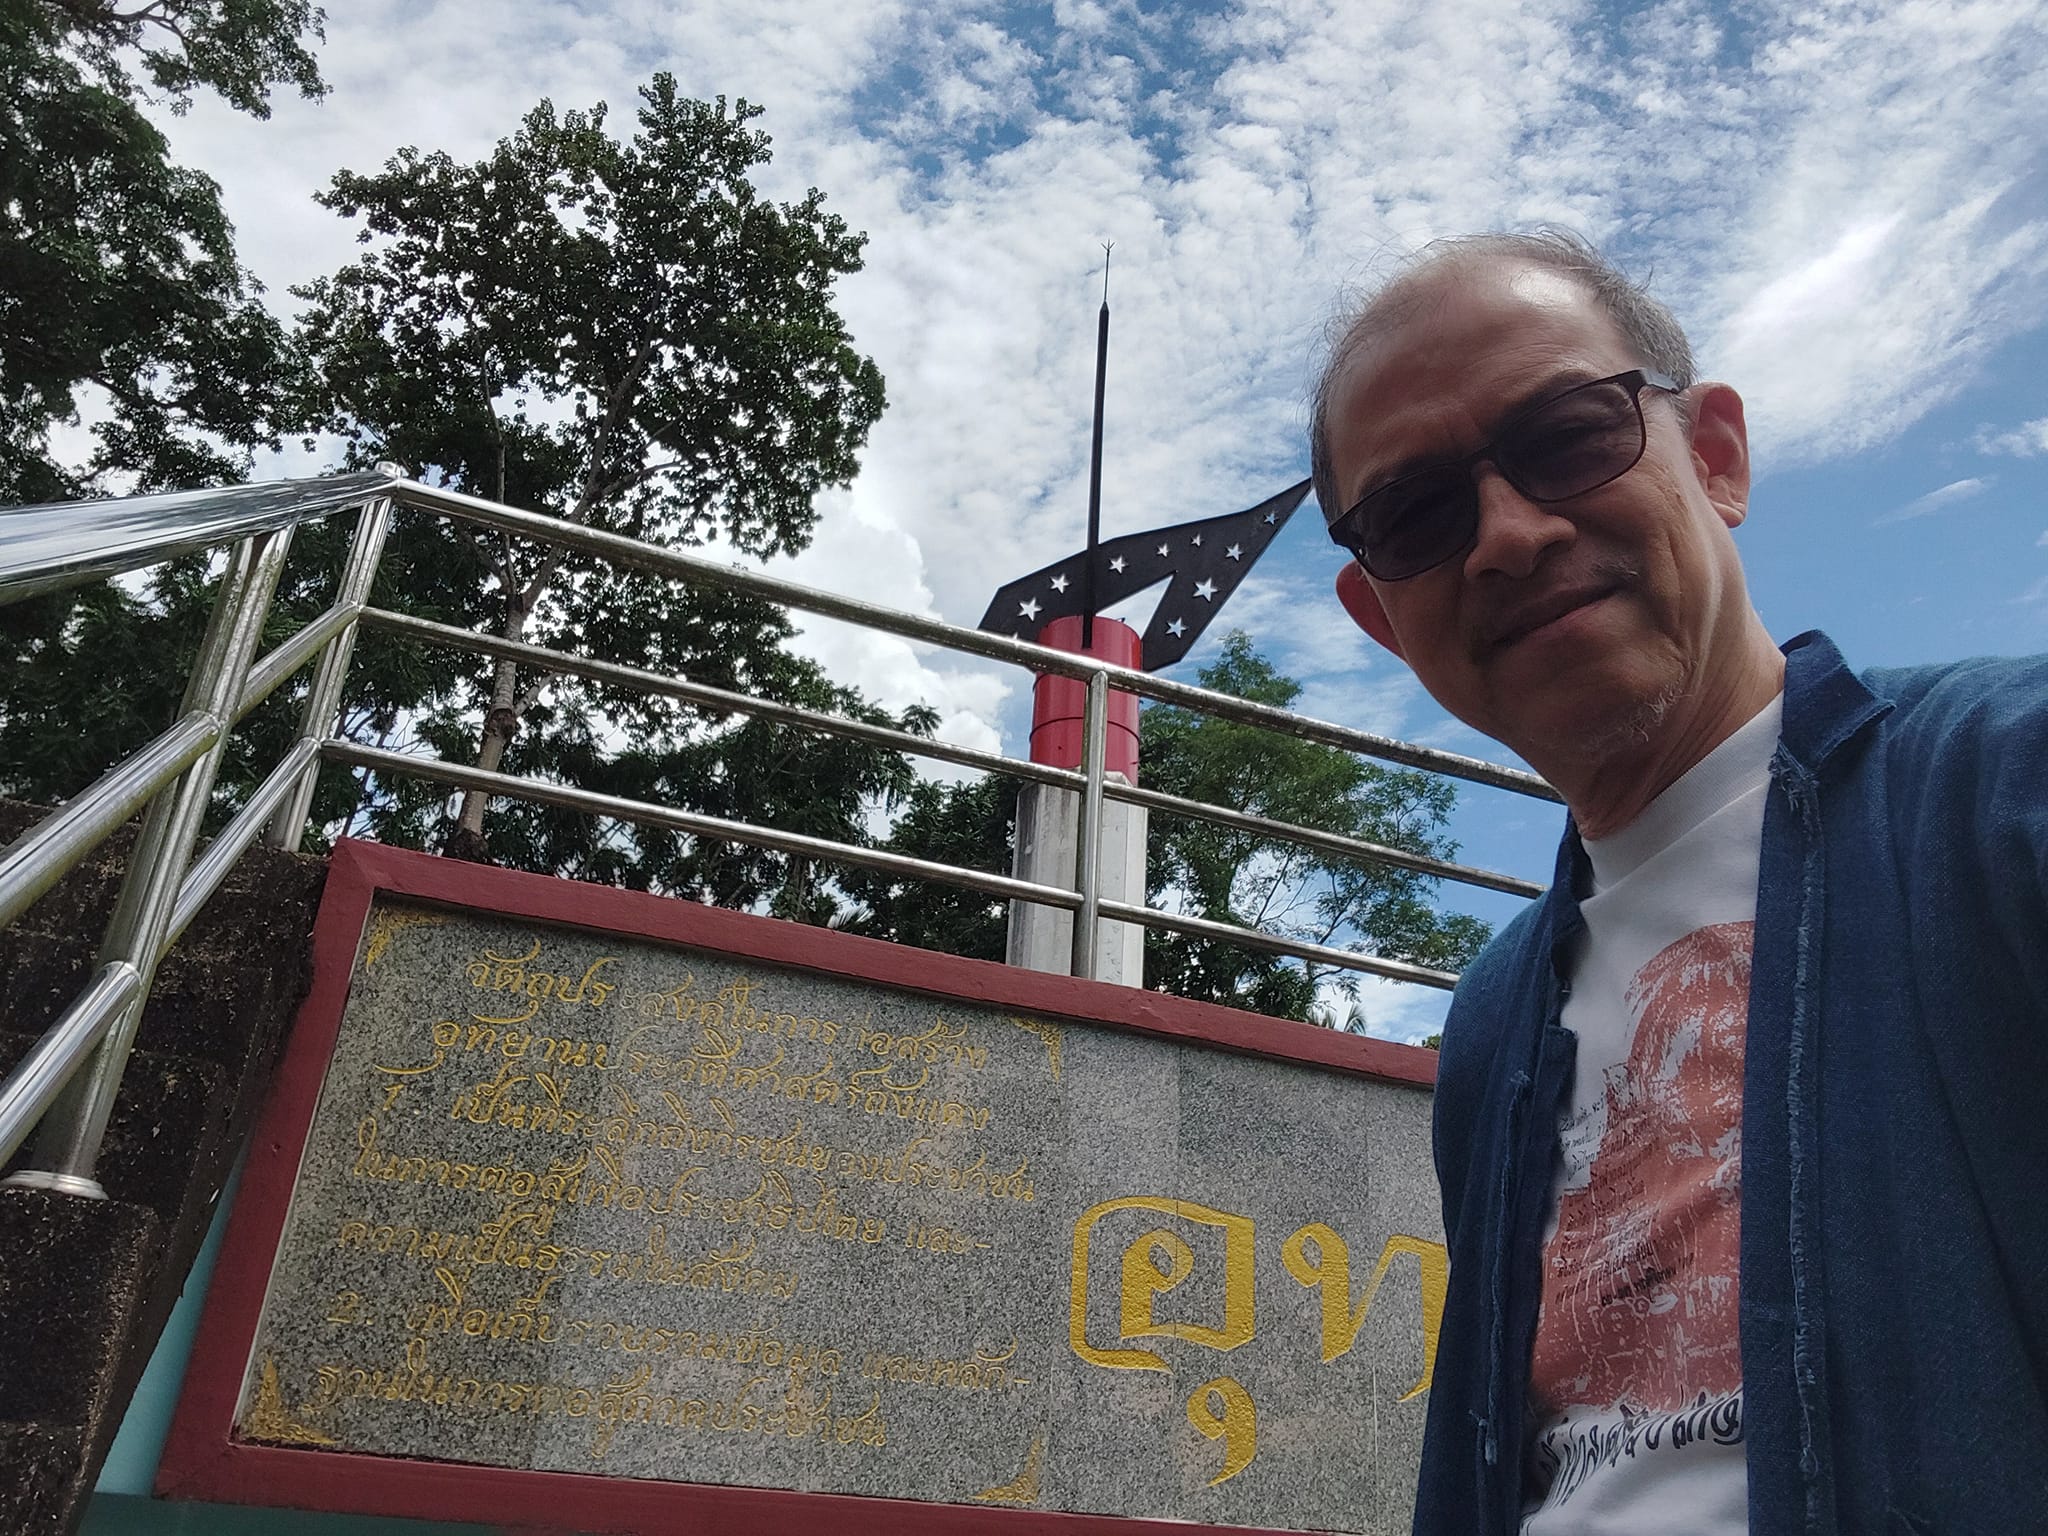 วัตถุประสงค์ในการก่อสร้าง
อุทยานประวัติศาสตร์ถังแดง
๑ เป็นที่ระลึกถึงวีรชนของประชาชน
ในการต่อสู้เพื่อประชาธิปไตย และ-
ความเป็นธรรมในสังคม
๒. เพื่อเก็บรวบรวมข้อมูล และหลัก-
ฐานในการต่อสู้ภาคประชาชน
อุท